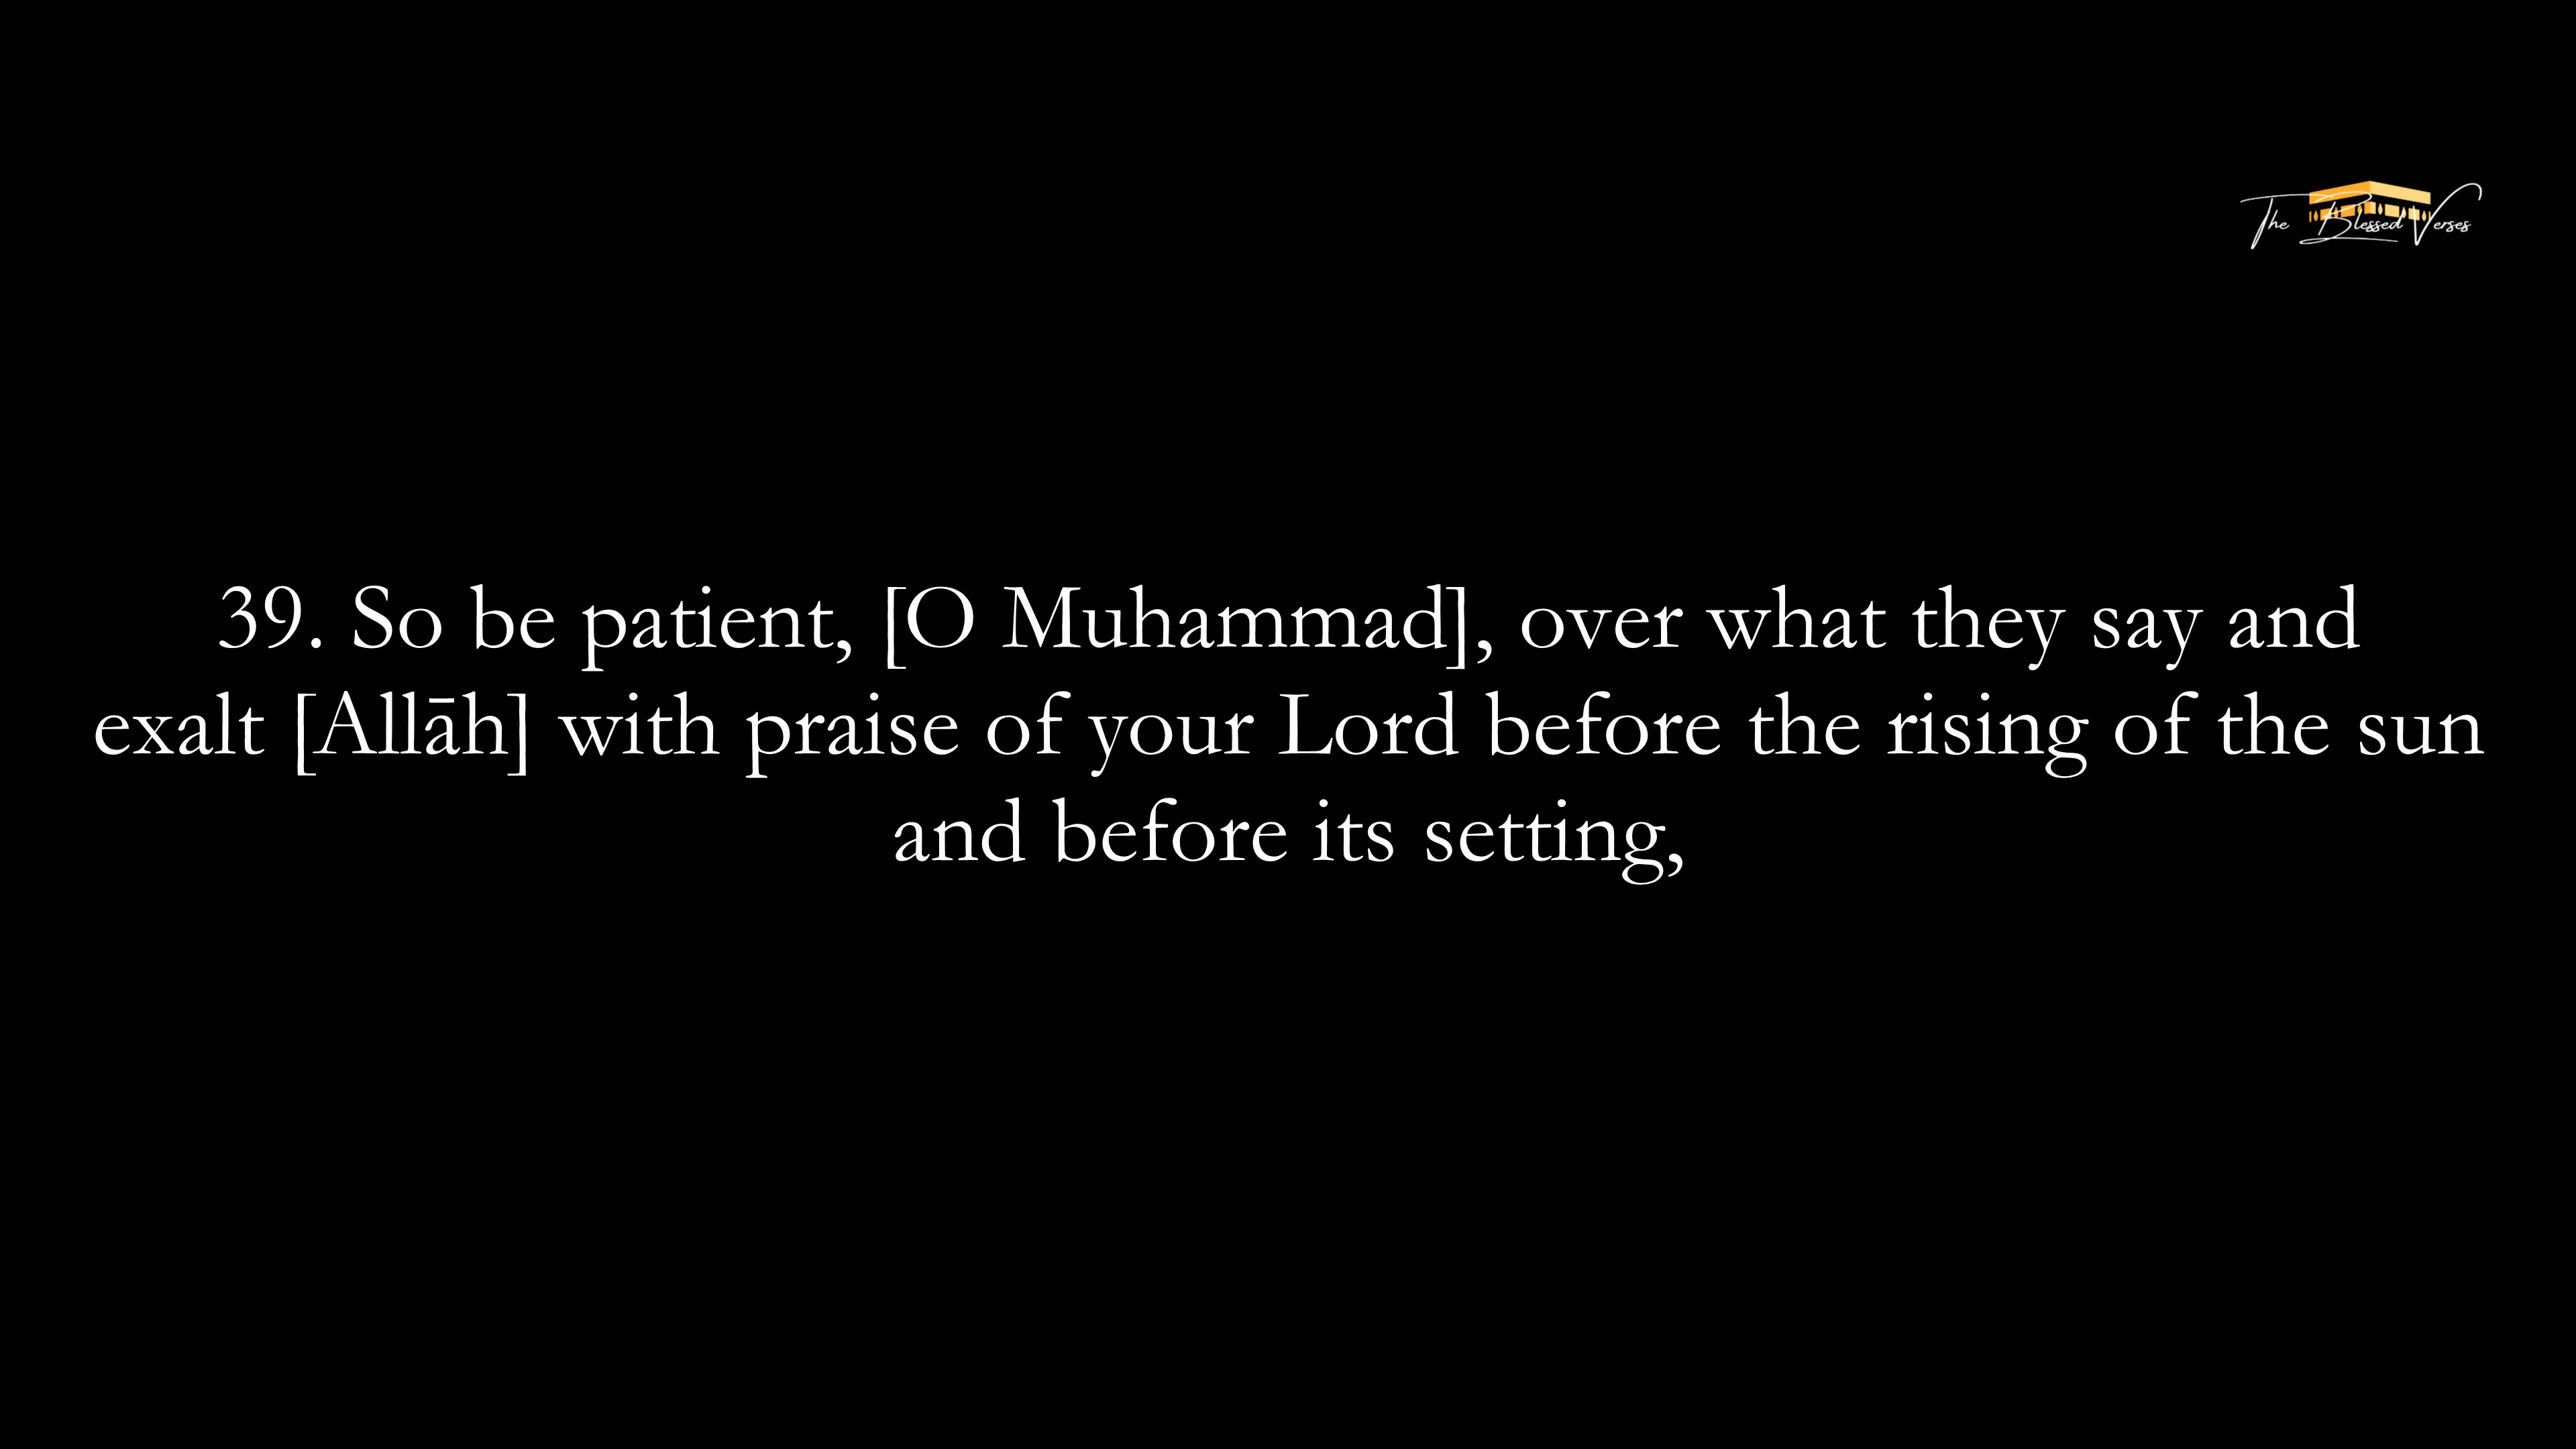 The Blessed Verses
39. So be patient, [O Muhammad], over what they say and
exalt [Allāh] with praise of your Lord before the rising of the sun
and before its setting,